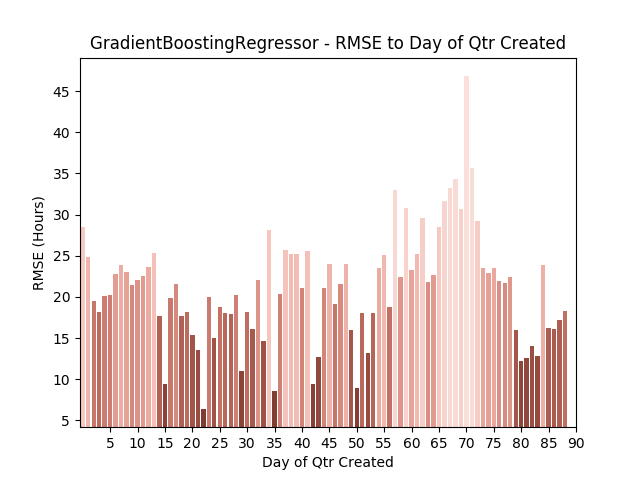 GradientBoostingRegressor - RMSE to Day of Qtr Created
45
40
35
30
25
20
15
10
5
RMSE (Hours)
5 10 15 20 25 30 35 40 45 50 55 60 65 70 75 80 85 90
Day of Qtr Created